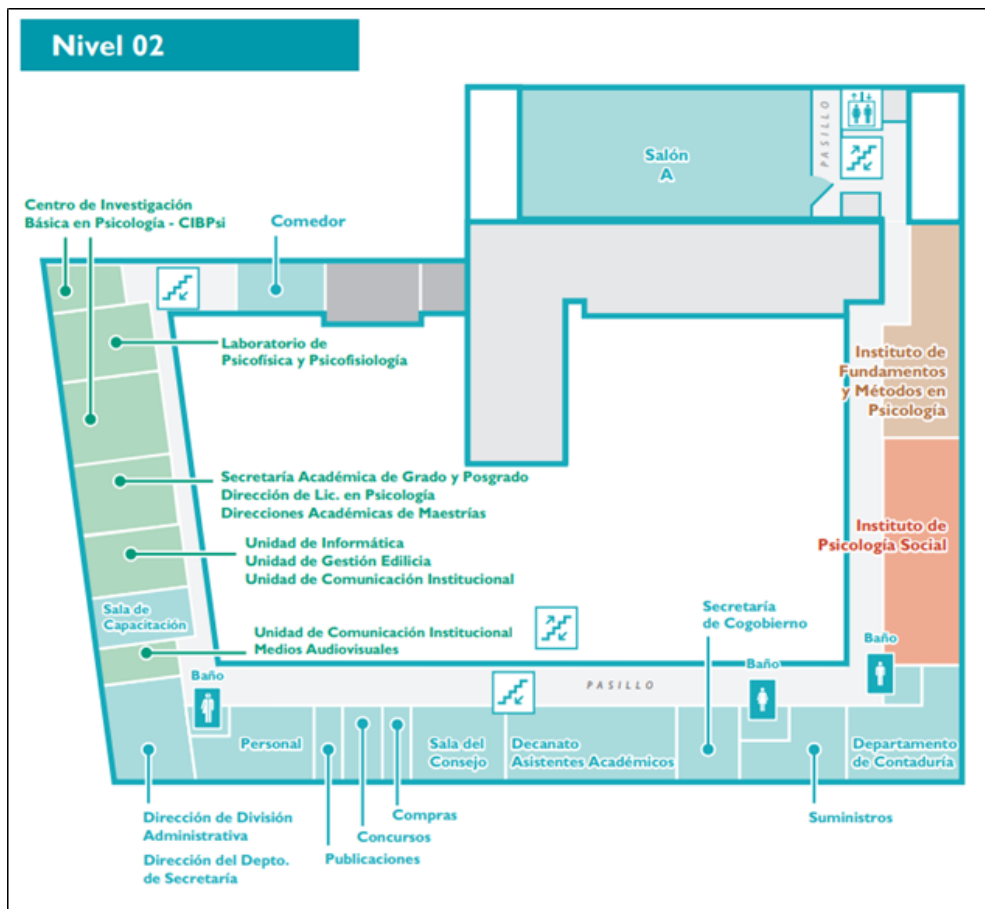 Nivel 02
PASILLO
Salón
A
Centro de Investigación
Básica en Psicología - CIBPsi
Comedor
Laboratorio de
Psicofísica y Psicofisiología
Instituto de
Fundamentos
y Métodos en
Psicología
Secretaría Académica de Grado y Posgrado
Dirección de Lic. en Psicología
Direcciones Académicas de Maestrías
Instituto de
Psicología Social
Unidad de Informática
Unidad de Gestión Edilicia
Unidad de Comunicación Institucional
Sala de
Capacitación
Secretaría
de Cogobierno
Unidad de Comunicación Institucional
Medios Audiovisuales
Baño
Baño
Baño
PASILLO
Personal
Sala del
Consejo
Decanato
Asistentes Académicos
Departamento
de Contaduría
Dirección de División
Administrativa
Dirección del Depto.
de Secretaría
Compras
Concursos
Publicaciones
Suministros